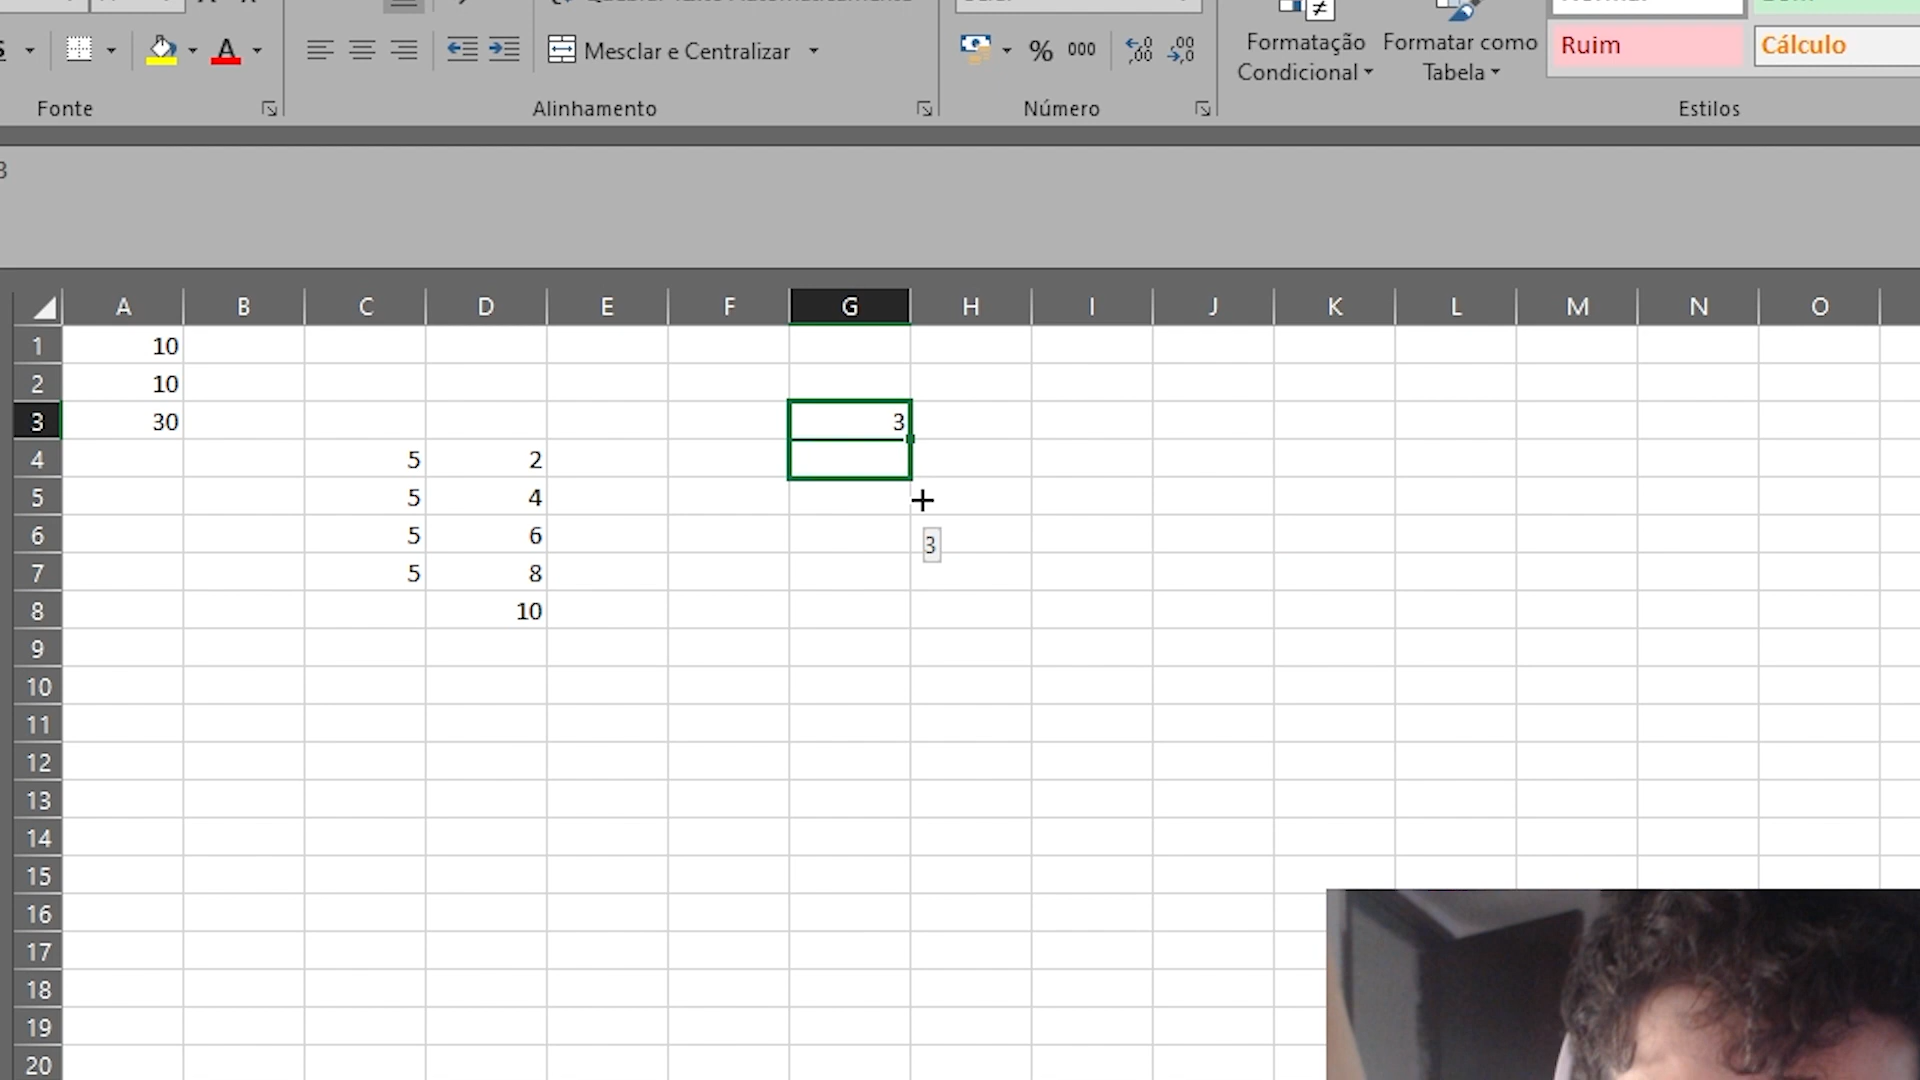 Mesclar e Centralizar
%
000
Formatação
Condicional
Formatar como
Tabela
Ruim
Cálculo
Fonte
Alinhamento
Número
Estilos
A B C D E F G H I J K L M N O
1 10
2 10
3 30 3
4 5 2
5 5 4
6 5 6
3
7 5 8
8 10
9
10
11
12
13
14
15
16
17
18
19
20